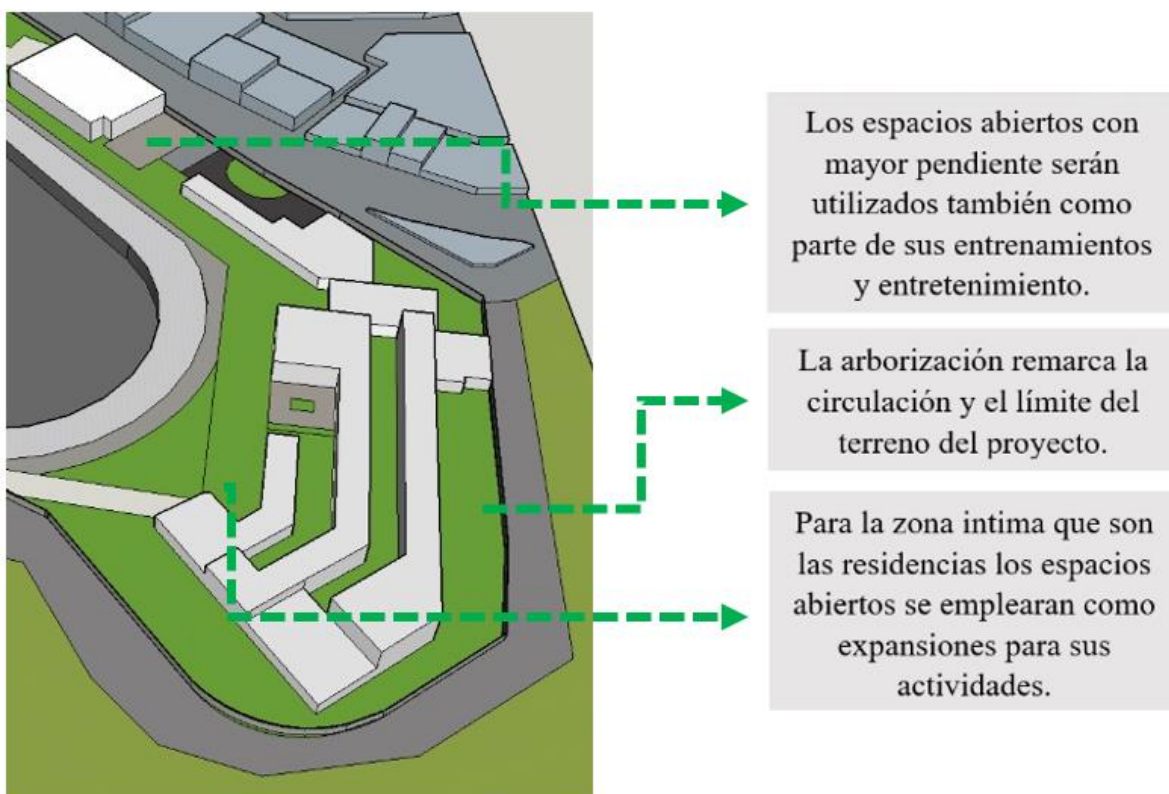 Los espacios abiertos con
mayor pendiente serán
utilizados también como
parte de sus entrenamientos
y entretenimiento.
La arborización remarca la
circulación y el límite del
terreno del proyecto.
Para la zona intima que son
las residencias los espacios
abiertos se emplearan como
expansiones para sus
actividades.